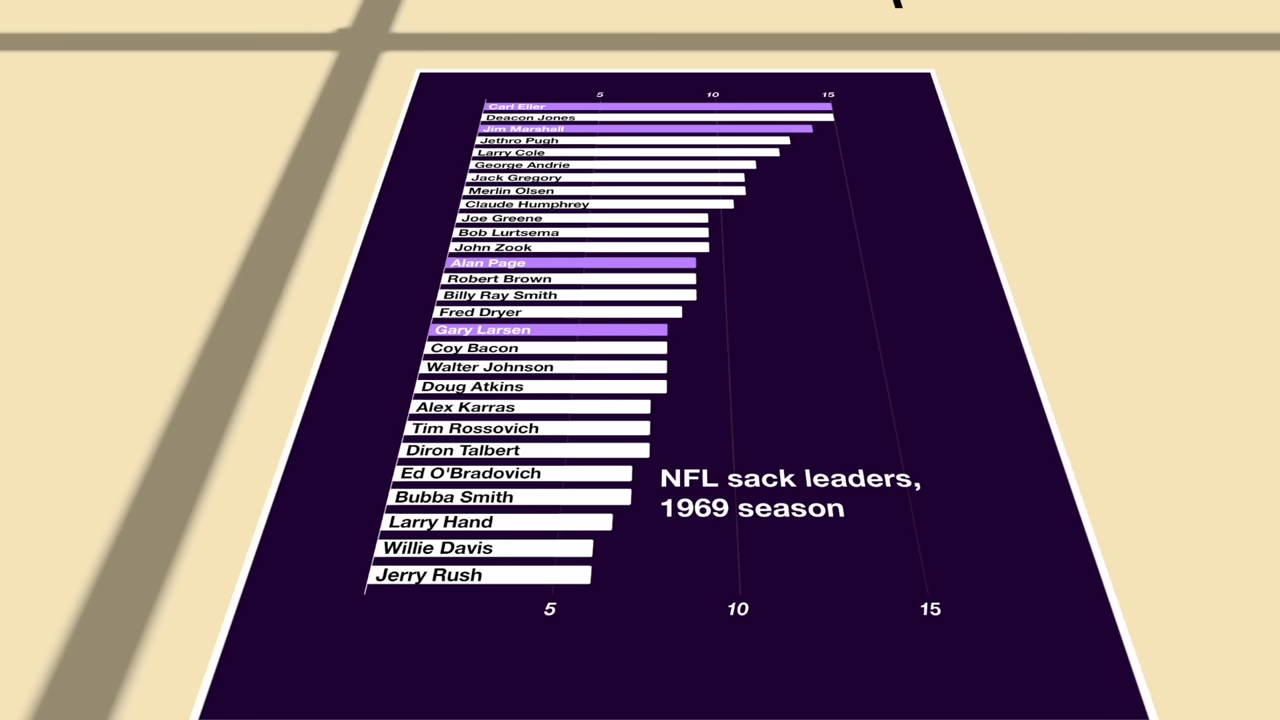 5 10 15
Carl Eller
Deacon Jones
Jim Marshall
Jethro Pugh
Larry Cole
George Andrie
Jack Gregory
Merlin Olsen
Claude Humphrey
Joe Greene
Bob Lurtsema
John Zook
Alan Page
Robert Brown
Billy Ray Smith
Fred Dryer
Gary Larsen
Coy Bacon
Walter Johnson
Doug Atkins
Alex Karras
Tim Rossovich
Diron Talbert
Ed O'Bradovich
Bubba Smith
Larry Hand
Willie Davis
Jerry Rush
NFL sack leaders,
1969 season
5 10 15